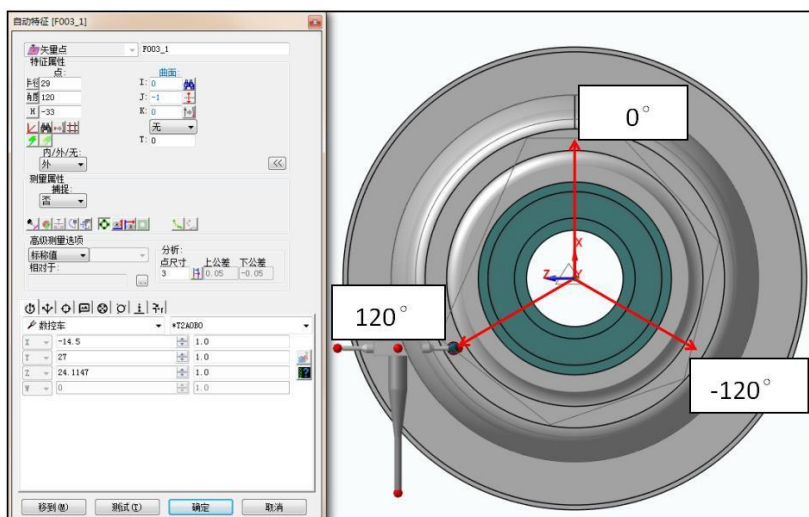 自动特征 [F003_1]
矢量点
F003_1
特征属性
点:
曲面:
半径 29
I: 0
角度 120
J: -1
H -33
K: 0
无
T: 0
内/外/无:
外
<<
测量属性
捕捉:
否
高级测量选项
标称值
相对于:
分析:
点尺寸 上公差 下公差
3 0.05 -0.05
数控车
*T2A0B0
X -14.5 1.0
Y 27 1.0
Z 24.1147 1.0
W 0 1.0
移到(M) 测试(T) 确定 取消
0°
X
Z
Y
120°
-120°